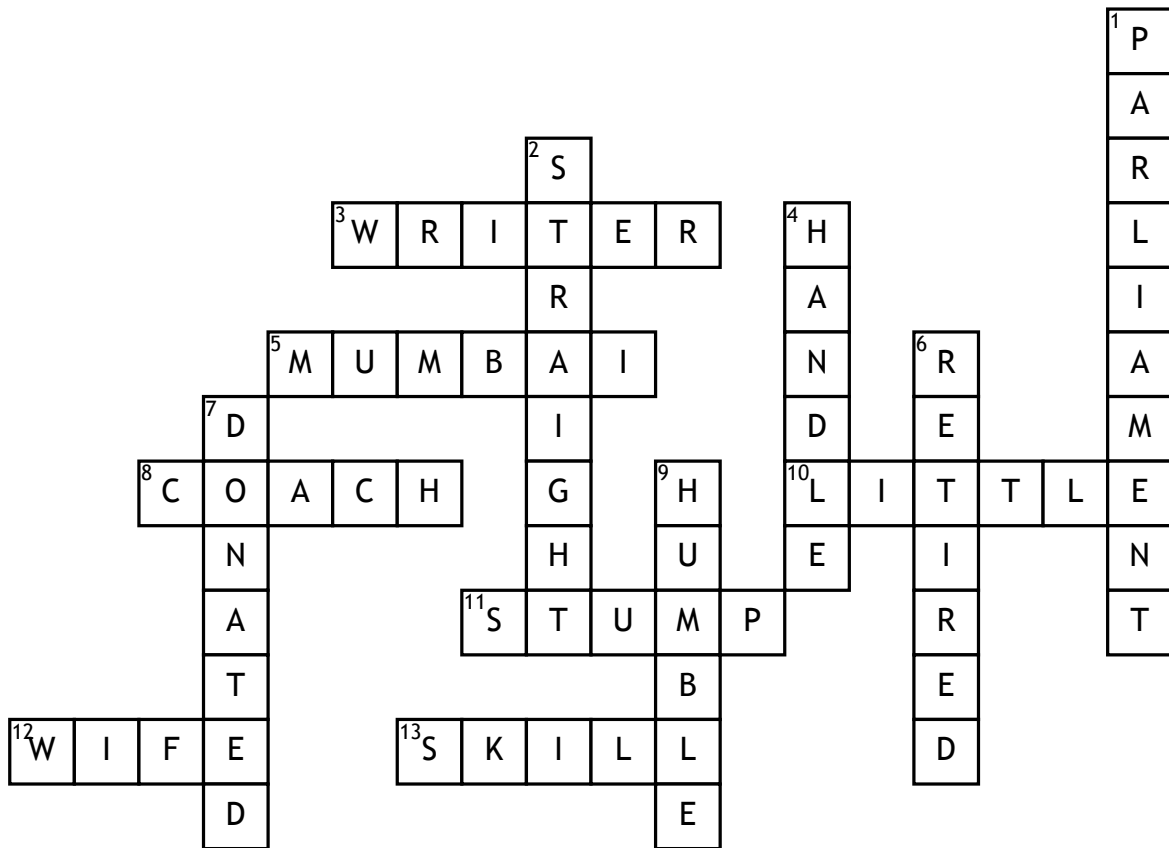 1 P
A
2 S R
3 W R I T E R 4 H L
R A I
5 M U M B A I N 6 R A
7 D I D E M
8 C O A C H G 9 H 10 L I T T L E
N H U E I N
A 11 S T U M P R T
T B E
12 W I F E 13 S K I L L D
D E